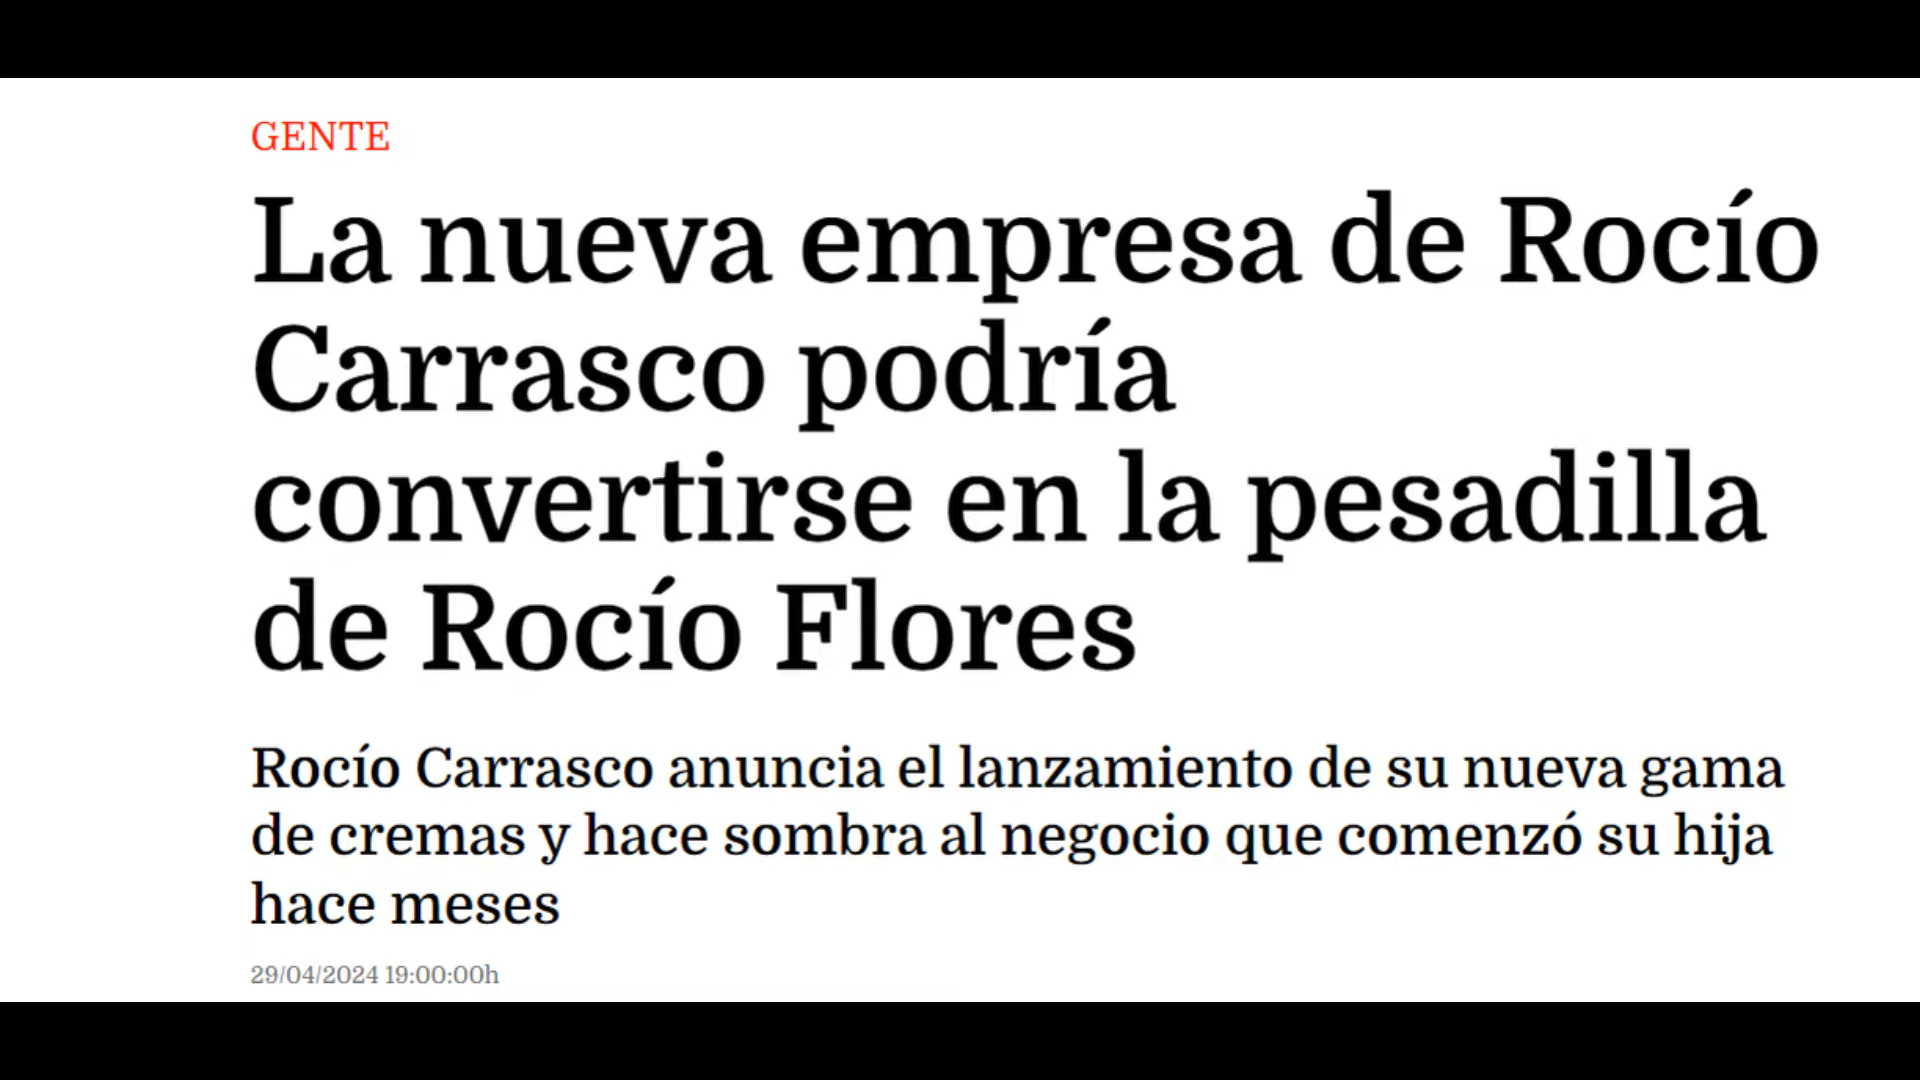 GENTE
La nueva empresa de Rocío
Carrasco podría
convertirse en la pesadilla
de Rocío Flores
Rocío Carrasco anuncia el lanzamiento de su nueva gama
de cremas y hace sombra al negocio que comenzó su hija
hace meses
29/04/2024 19:00:00h